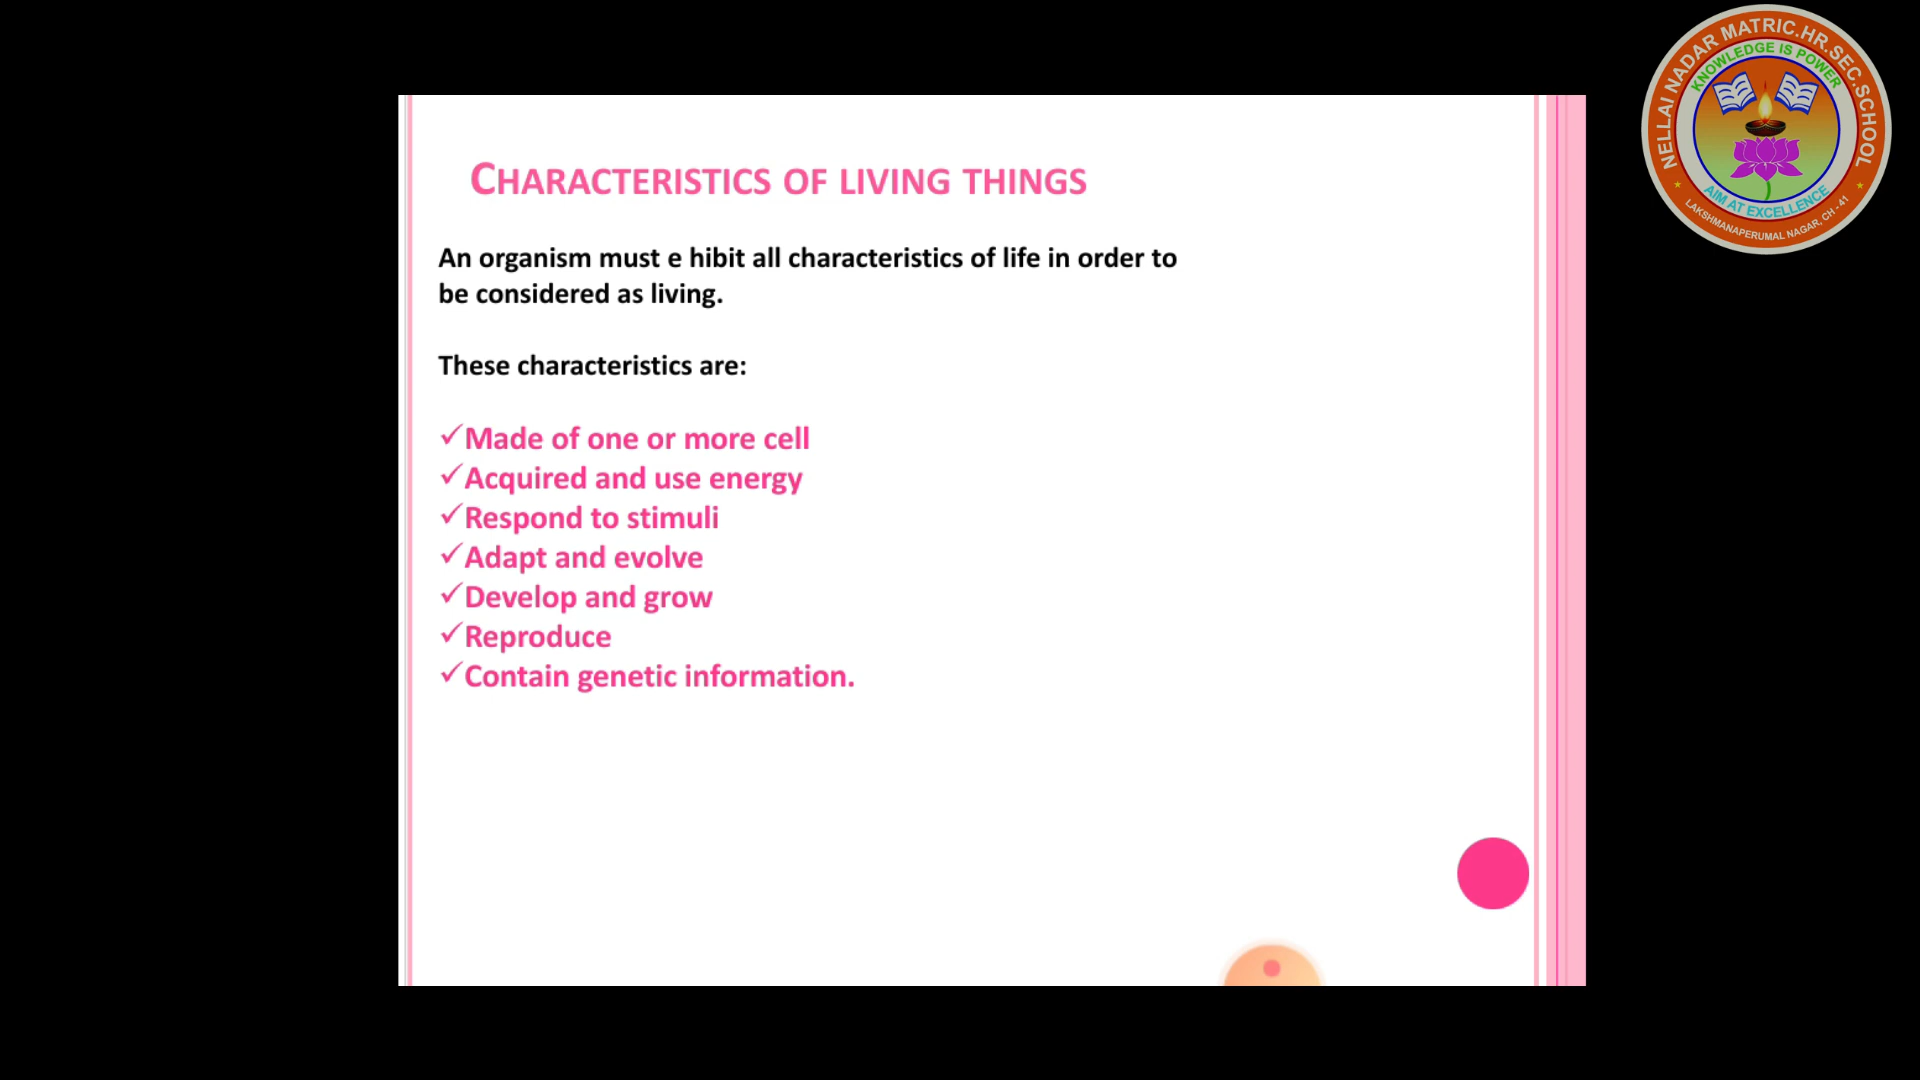 CHARACTERISTICS OF LIVING THINGS
An organism must e hibit all characteristics of life in order to
be considered as living.
These characteristics are:
✓Made of one or more cell
✓Acquired and use energy
✓Respond to stimuli
✓Adapt and evolve
✓Develop and grow
✓Reproduce
✓Contain genetic information.
NELLAI NADAR MATRIC.HR.SEC.SCHOOL
KNOWLEDGE IS POWER
AIM AT EXCELLENCE
LAKSHMANAPERUMAL NAGAR, CH - 41